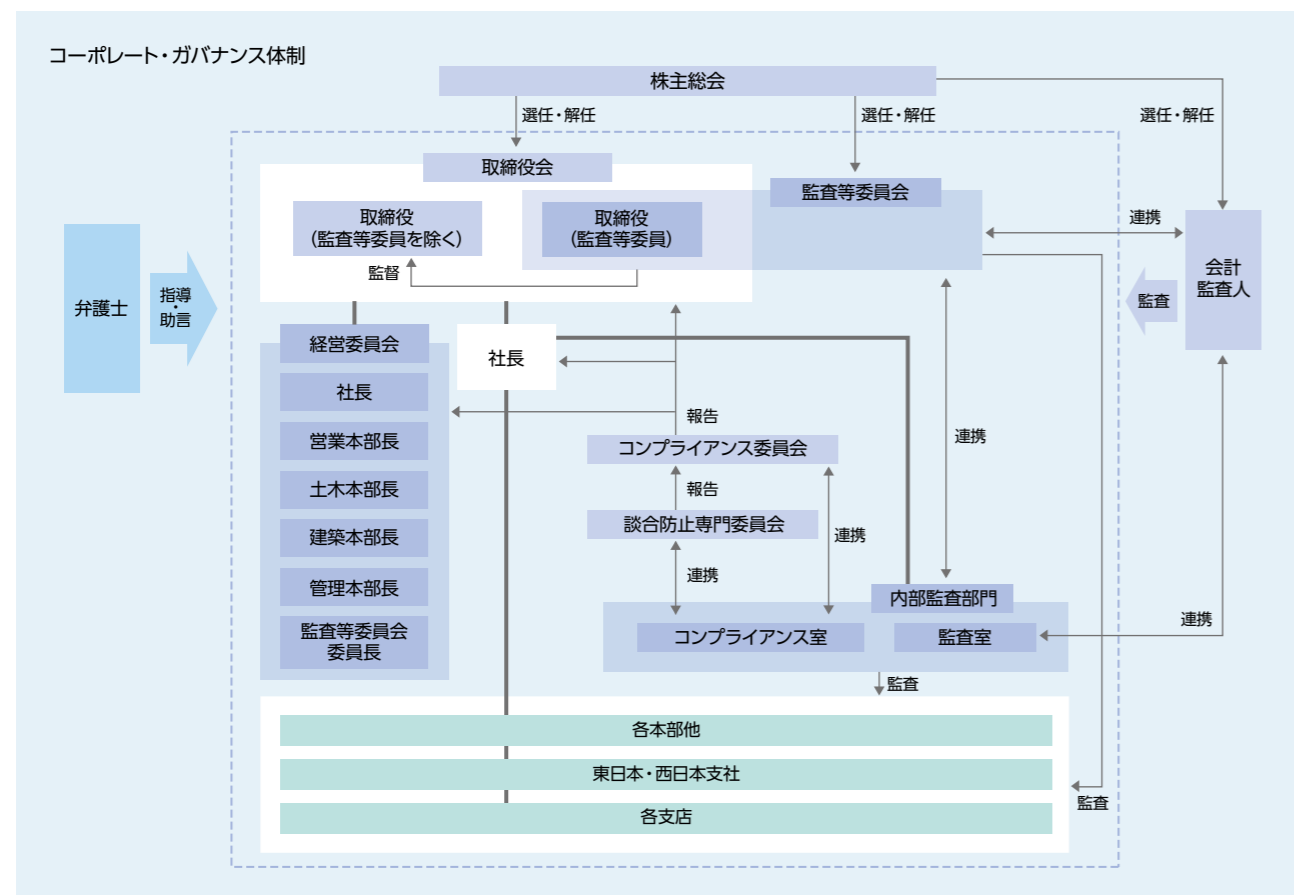 コーポレート・ガバナンス体制
株主総会
選任・解任
選任・解任
選任・解任
取締役会
監査等委員会
取締役
(監査等委員を除く)
取締役
(監査等委員)
監督
連携
会計
監査人
監査
弁護士
指導
・
助言
経営委員会
社長
営業本部長
土木本部長
建築本部長
管理本部長
監査等委員会
委員長
社長
報告
コンプライアンス委員会
報告
談合防止専門委員会
連携
連携
連携
内部監査部門
コンプライアンス室
監査室
連携
監査
各本部他
東日本・西日本支社
各支店
監査